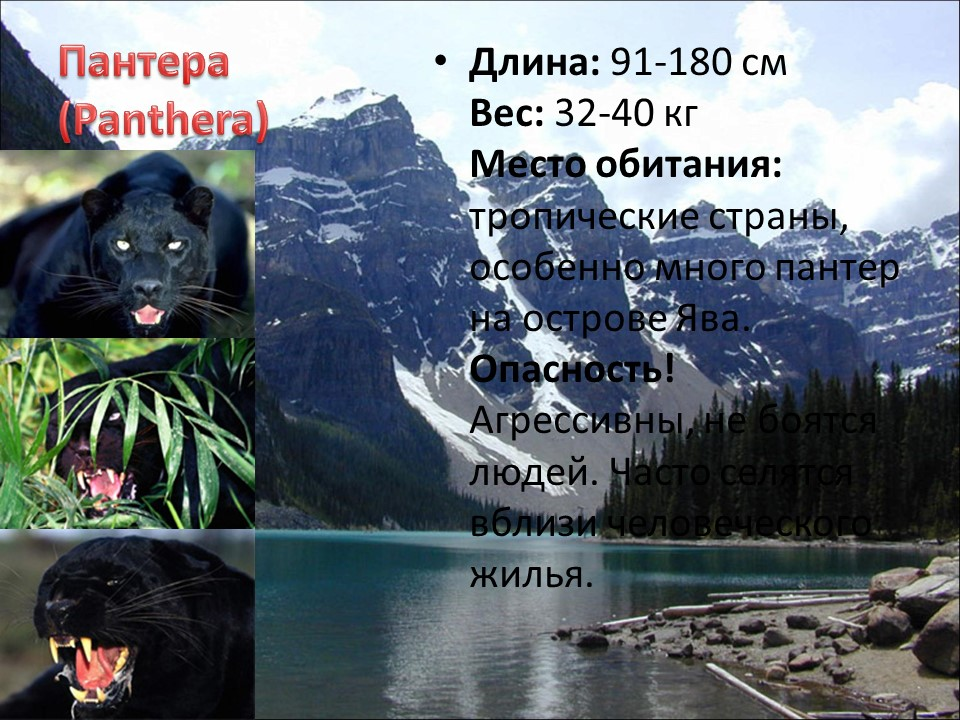 Пантера
(Panthera)
• Длина: 91-180 см
Вес: 32-40 кг
Место обитания:
тропические страны,
особенно много пантер
на острове Ява.
Опасность!
Агрессивны, не боятся
людей. Часто селятся
вблизи человеческого
жилья.